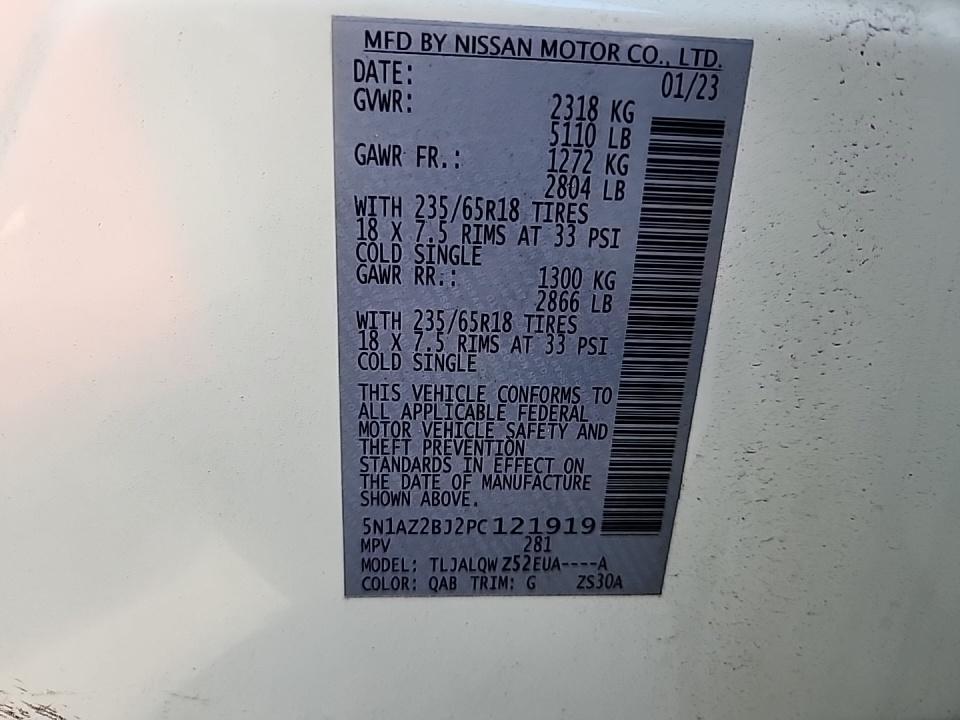 MFD BY NISSAN MOTOR CO., LTD.
DATE: 01/23
GVWR: 2318 KG
5110 LB
GAWR FR.: 1272 KG
2804 LB
WITH 235/65R18 TIRES
18 X 7.5 RIMS AT 33 PSI
COLD SINGLE
GAWR RR.: 1300 KG
2866 LB
WITH 235/65R18 TIRES
18 X 7.5 RIMS AT 33 PSI
COLD SINGLE
THIS VEHICLE CONFORMS TO
ALL APPLICABLE FEDERAL
MOTOR VEHICLE SAFETY AND
THEFT PREVENTION
STANDARDS IN EFFECT ON
THE DATE OF MANUFACTURE
SHOWN ABOVE.
5N1AZ2BJ2PC121919
MPV 281
MODEL: TLJALQW Z52EUA----A
COLOR: QAB TRIM: G ZS30A